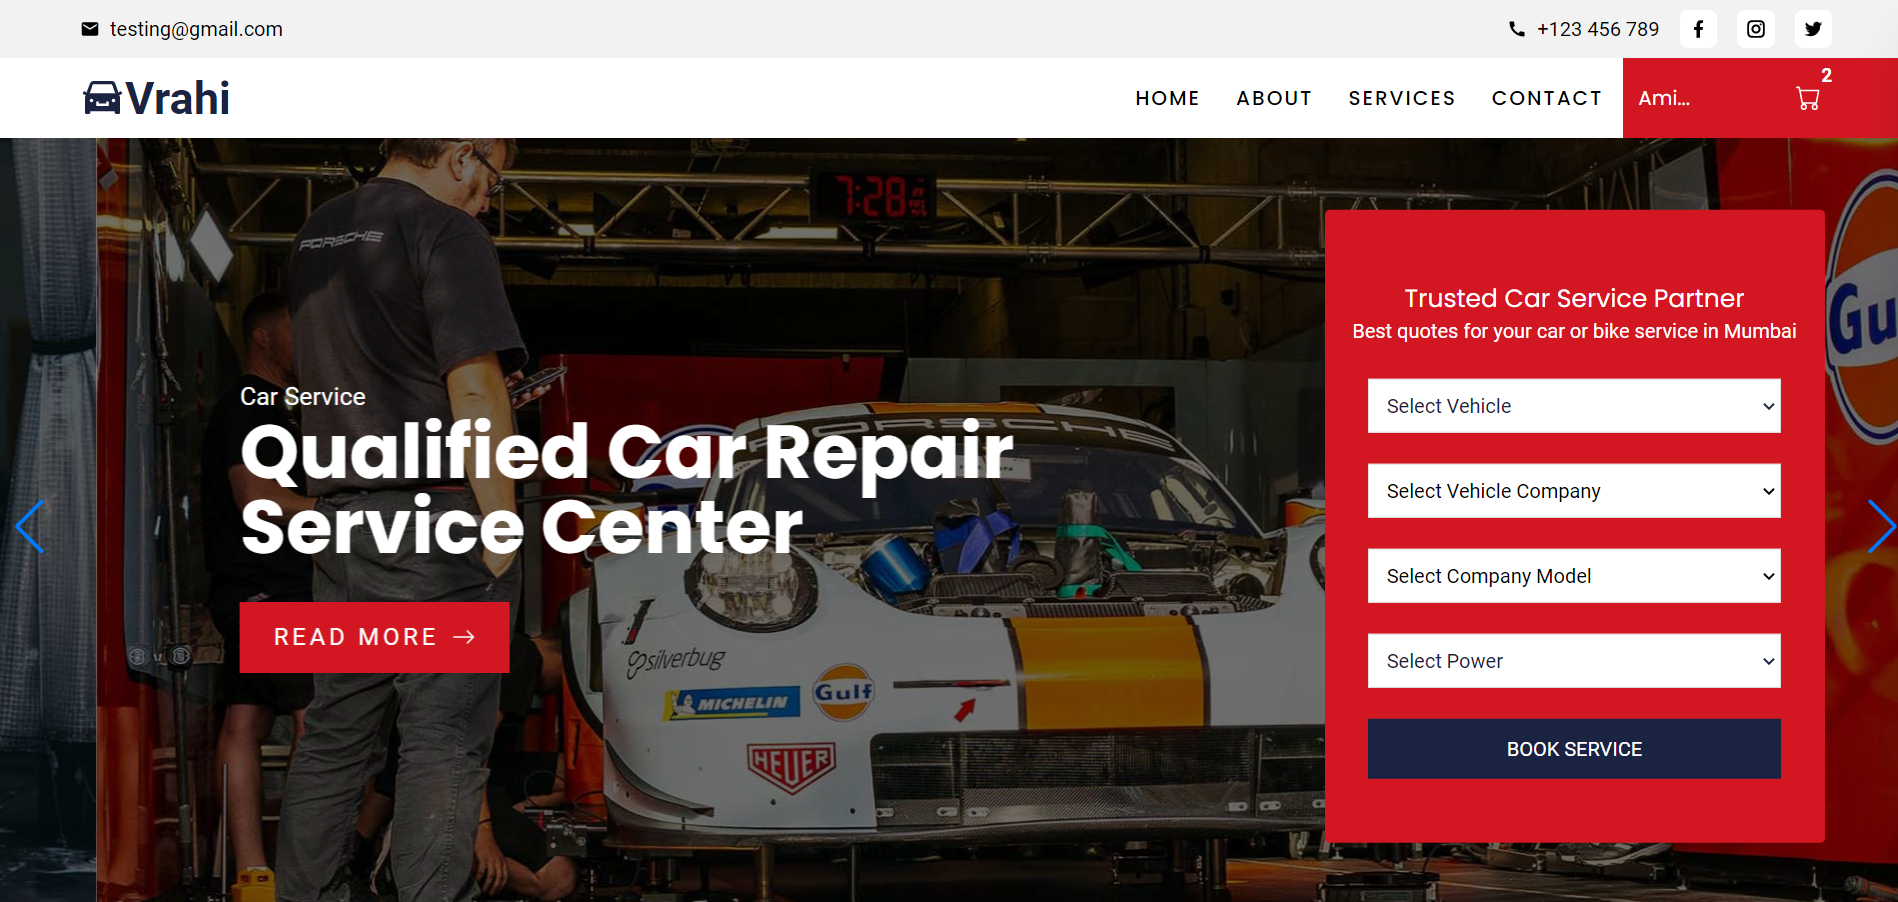 testing@gmail.com
+123 456 789
Vrahi
HOME ABOUT SERVICES CONTACT
Ami...
2
7:28
PORSCHE
Gu
Trusted Car Service Partner
Best quotes for your car or bike service in Mumbai
Select Vehicle
Select Vehicle Company
Select Company Model
Select Power
BOOK SERVICE
Car Service
Qualified Car Repair
Service Center
READ MORE
PORSCHE
silverbug
MICHELIN
Gulf
HEUER